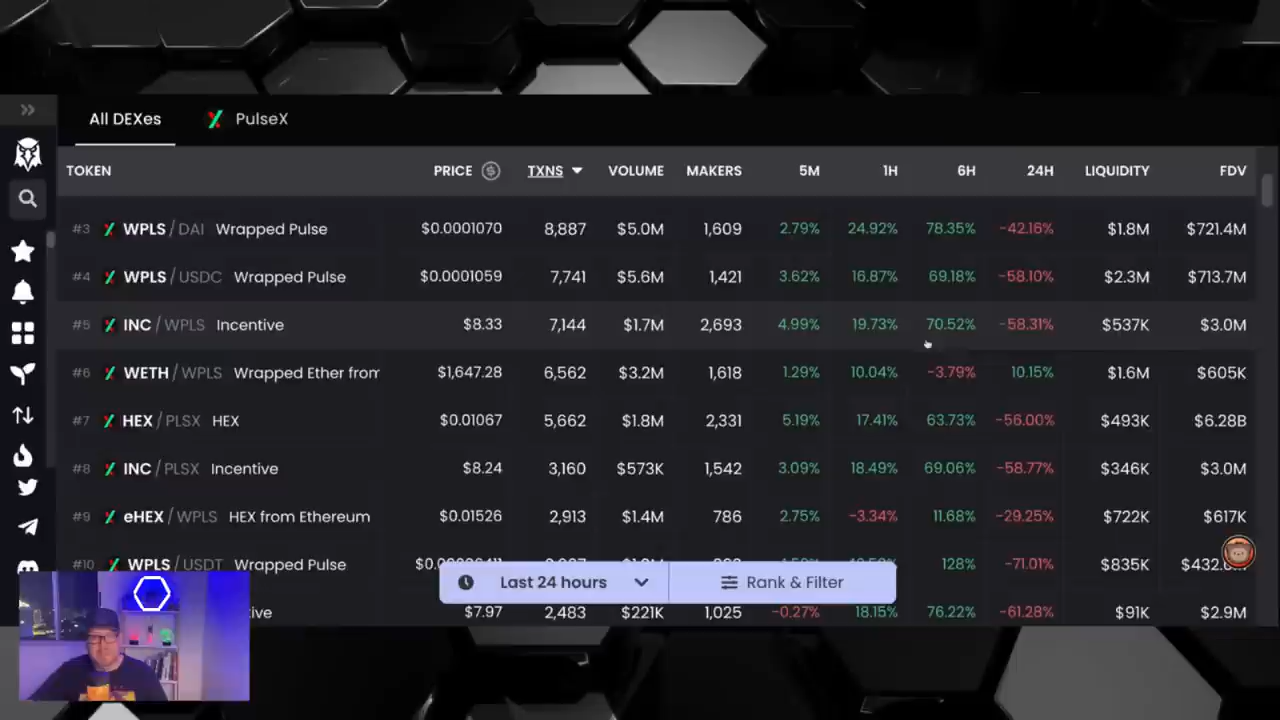 All DEXes PulseX
TOKEN PRICE TXNS VOLUME MAKERS 5M 1H 6H 24H LIQUIDITY FDV
#3 WPLS / DAI Wrapped Pulse $0.0001070 8,887 $5.0M 1,609 2.79% 24.92% 78.35% -42.16% $1.8M $721.4M
#4 WPLS / USDC Wrapped Pulse $0.0001059 7,741 $5.6M 1,421 3.62% 16.87% 69.18% -58.10% $2.3M $713.7M
#5 INC / WPLS Incentive $8.33 7,144 $1.7M 2,693 4.99% 19.73% 70.52% -58.31% $537K $3.0M
#6 WETH / WPLS Wrapped Ether from $1,647.28 6,562 $3.2M 1,618 1.29% 10.04% -3.79% 10.15% $1.6M $605K
#7 HEX / PLSX HEX $0.01067 5,662 $1.8M 2,331 5.19% 17.41% 63.73% -56.00% $493K $6.28B
#8 INC / PLSX Incentive $8.24 3,160 $573K 1,542 3.09% 18.49% 69.06% -58.77% $346K $3.0M
#9 eHEX / WPLS HEX from Ethereum $0.01526 2,913 $1.4M 786 2.75% -3.34% 11.68% -29.25% $722K $617K
#10 WPLS / USDT Wrapped Pulse 128% -71.01% $835K
Last 24 hours Rank & Filter
$7.97 2,483 $221K 1,025 -0.27% 18.15% 76.22% -61.28% $91K $2.9M